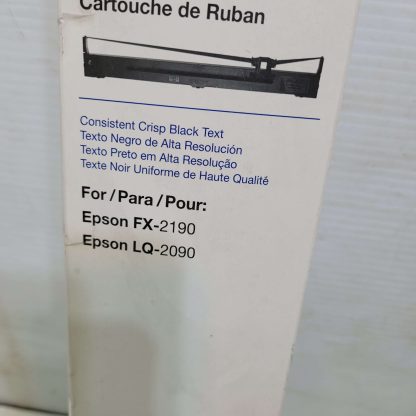 Cartouche de Ruban
Consistent Crisp Black Text
Texto Negro de Alta Resolución
Texto Preto em Alta Resolução
Texte Noir Uniforme de Haute Qualité
For / Para / Pour:
Epson FX-2190
Epson LQ-2090